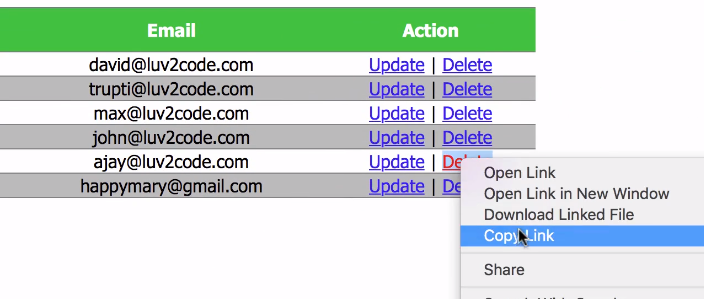 Email Action
david@luv2code.com Update | Delete
trupti@luv2code.com Update | Delete
max@luv2code.com Update | Delete
john@luv2code.com Update | Delete
ajay@luv2code.com Update |
happymary@gmail.com Update |
Open Link
Open Link in New Window
Download Linked File
Copy Link
Share